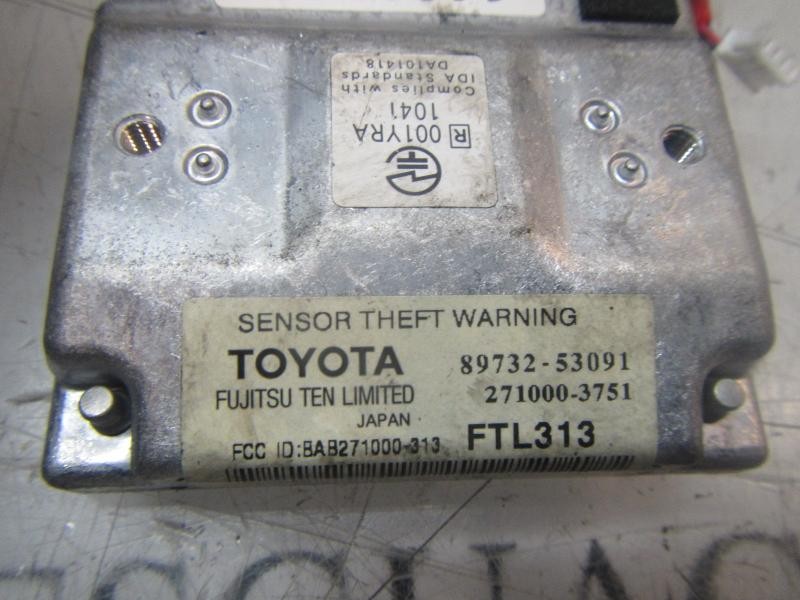 Complies with
IDA Standards
DA101418
R 001YRA
1041
SENSOR THEFT WARNING
TOYOTA 89732-53091
FUJITSU TEN LIMITED 271000-3751
JAPAN
FCC ID:BAB271000-313 FTL313